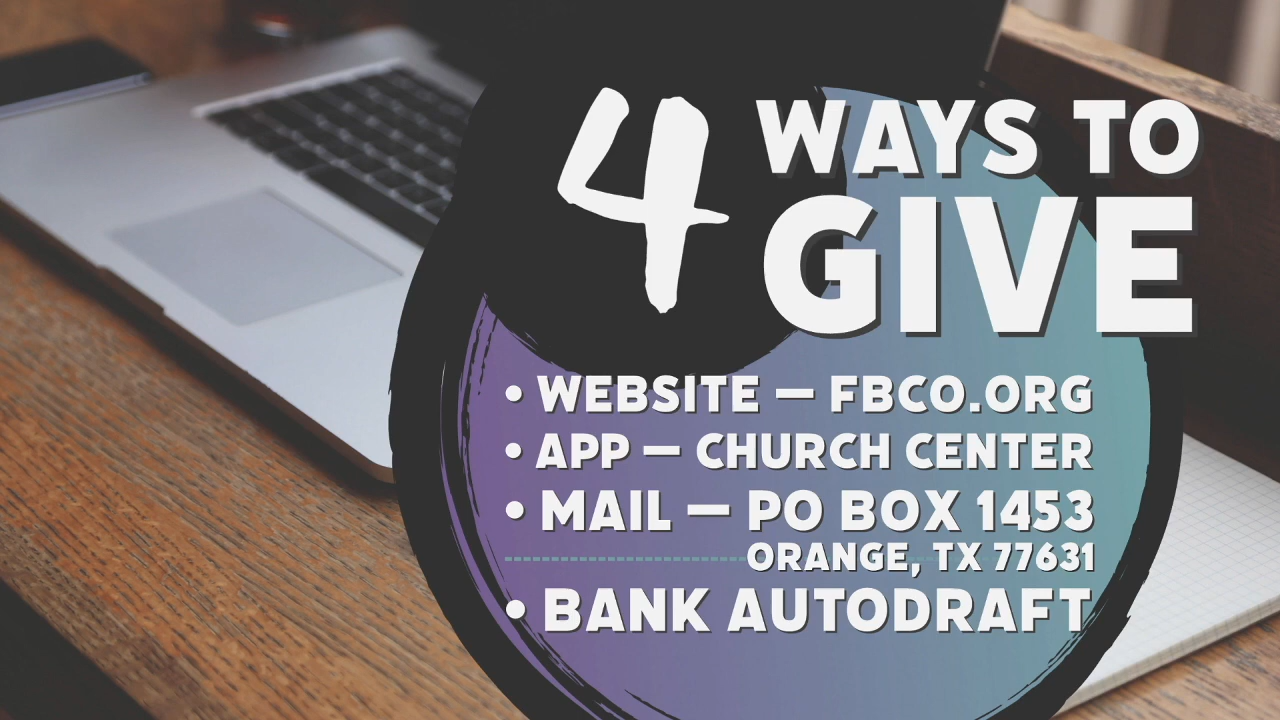 4 WAYS TO
GIVE
• WEBSITE — FBCO.ORG
• APP — CHURCH CENTER
• MAIL — PO BOX 1453
ORANGE, TX 77631
• BANK AUTODRAFT